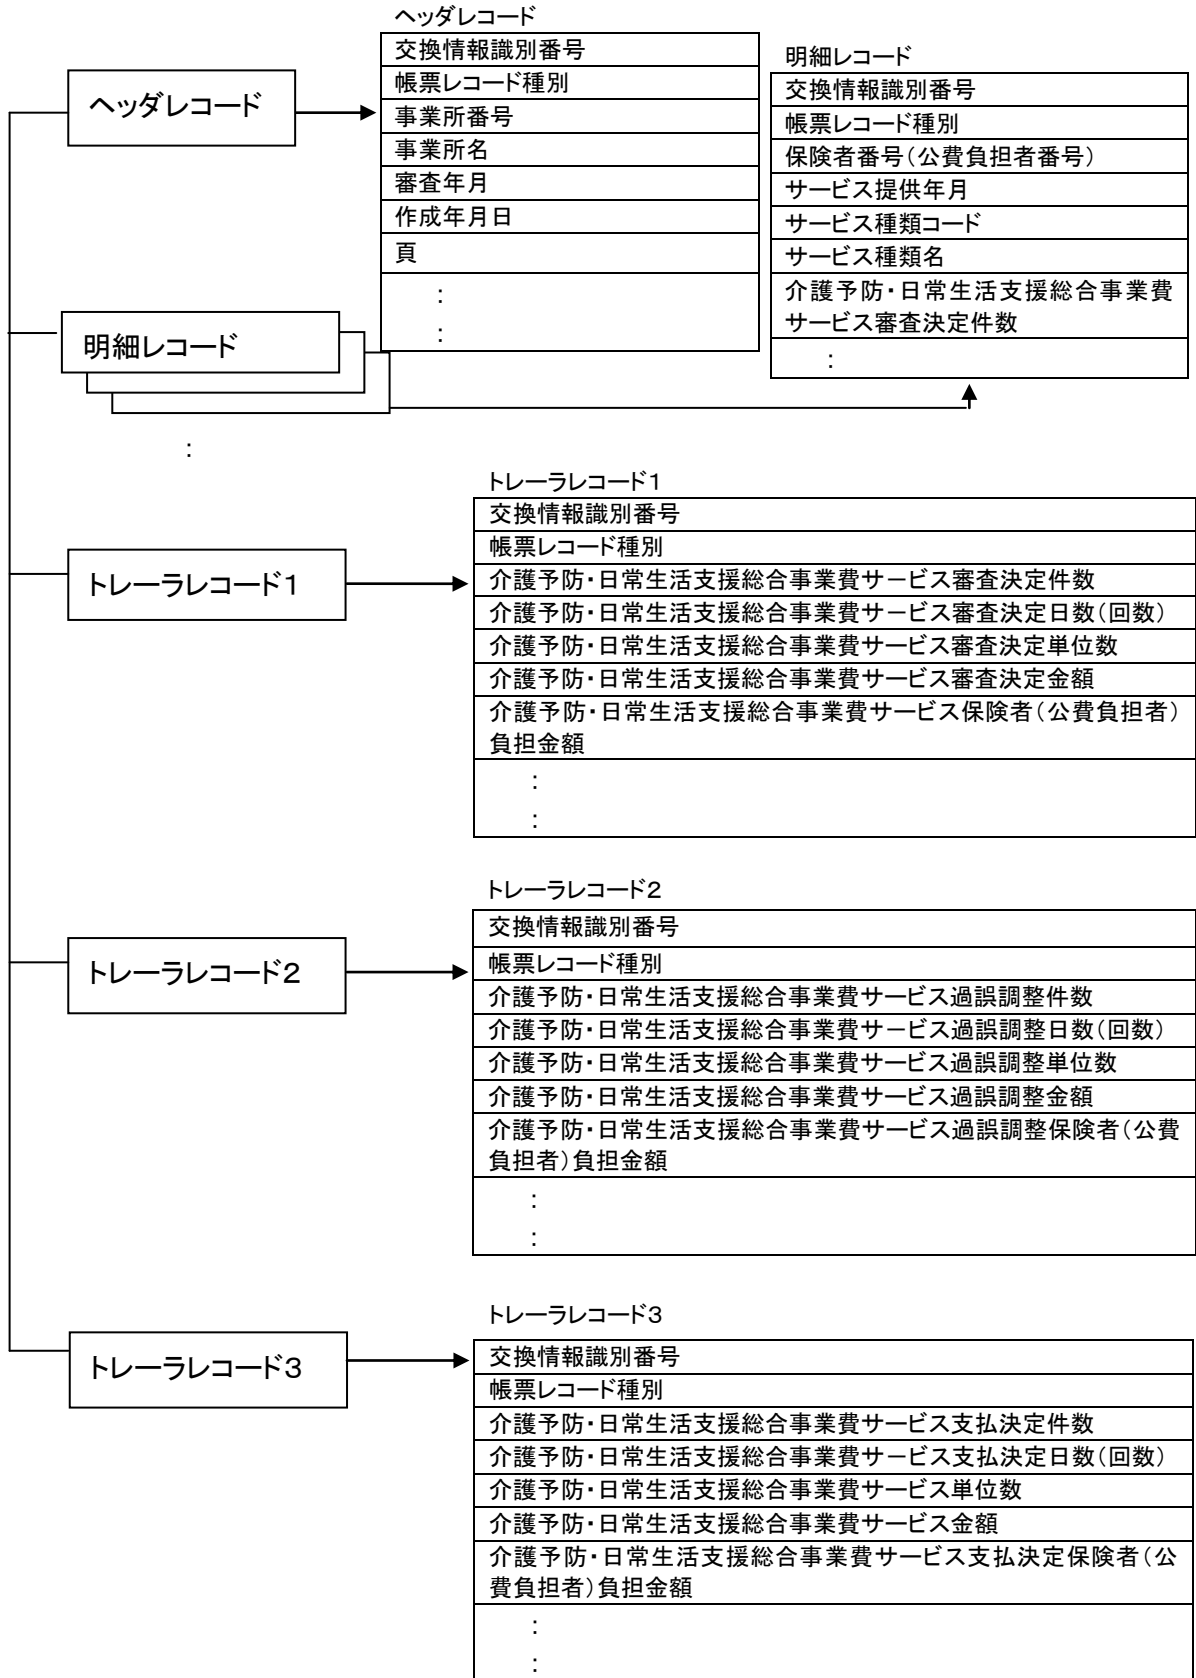 ヘッダレコード
ヘッダレコード
交換情報識別番号
帳票レコード種別
事業所番号
事業所名
審査年月
作成年月日
頁
:
:
明細レコード
明細レコード
交換情報識別番号
帳票レコード種別
保険者番号(公費負担者番号)
サービス提供年月
サービス種類コード
サービス種類名
介護予防・日常生活支援総合事業費
サービス審査決定件数
:
:
トレーラレコード1
トレーラレコード1
交換情報識別番号
帳票レコード種別
介護予防・日常生活支援総合事業費サービス審査決定件数
介護予防・日常生活支援総合事業費サービス審査決定日数(回数)
介護予防・日常生活支援総合事業費サービス審査決定単位数
介護予防・日常生活支援総合事業費サービス審査決定金額
介護予防・日常生活支援総合事業費サービス保険者(公費負担者)
負担金額
:
:
トレーラレコード2
トレーラレコード2
交換情報識別番号
帳票レコード種別
介護予防・日常生活支援総合事業費サービス過誤調整件数
介護予防・日常生活支援総合事業費サービス過誤調整日数(回数)
介護予防・日常生活支援総合事業費サービス過誤調整単位数
介護予防・日常生活支援総合事業費サービス過誤調整金額
介護予防・日常生活支援総合事業費サービス過誤調整保険者(公費
負担者)負担金額
:
:
トレーラレコード3
トレーラレコード3
交換情報識別番号
帳票レコード種別
介護予防・日常生活支援総合事業費サービス支払決定件数
介護予防・日常生活支援総合事業費サービス支払決定日数(回数)
介護予防・日常生活支援総合事業費サービス単位数
介護予防・日常生活支援総合事業費サービス金額
介護予防・日常生活支援総合事業費サービス支払決定保険者(公
費負担者)負担金額
:
: